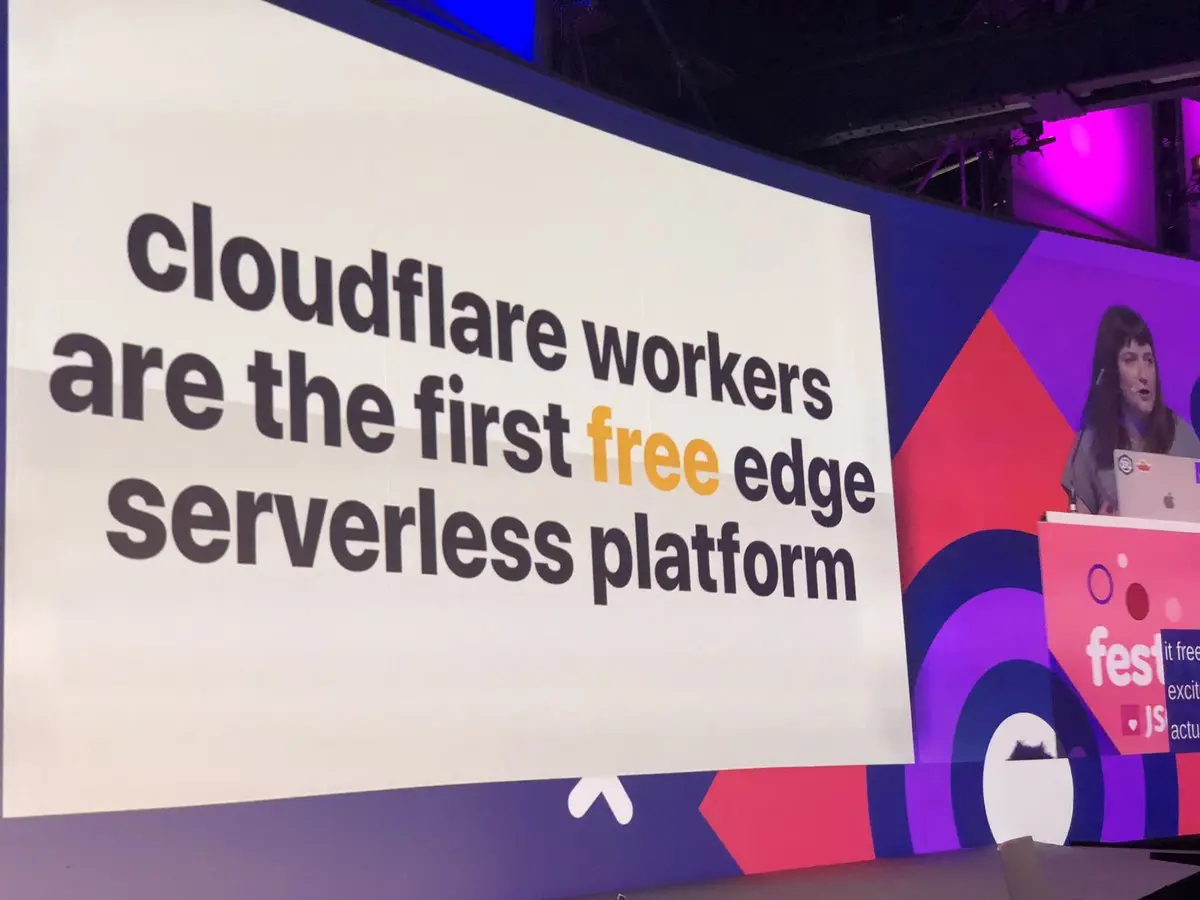 cloudflare workers
are the first free edge
serverless platform
fest
JS
it free
excit
actu